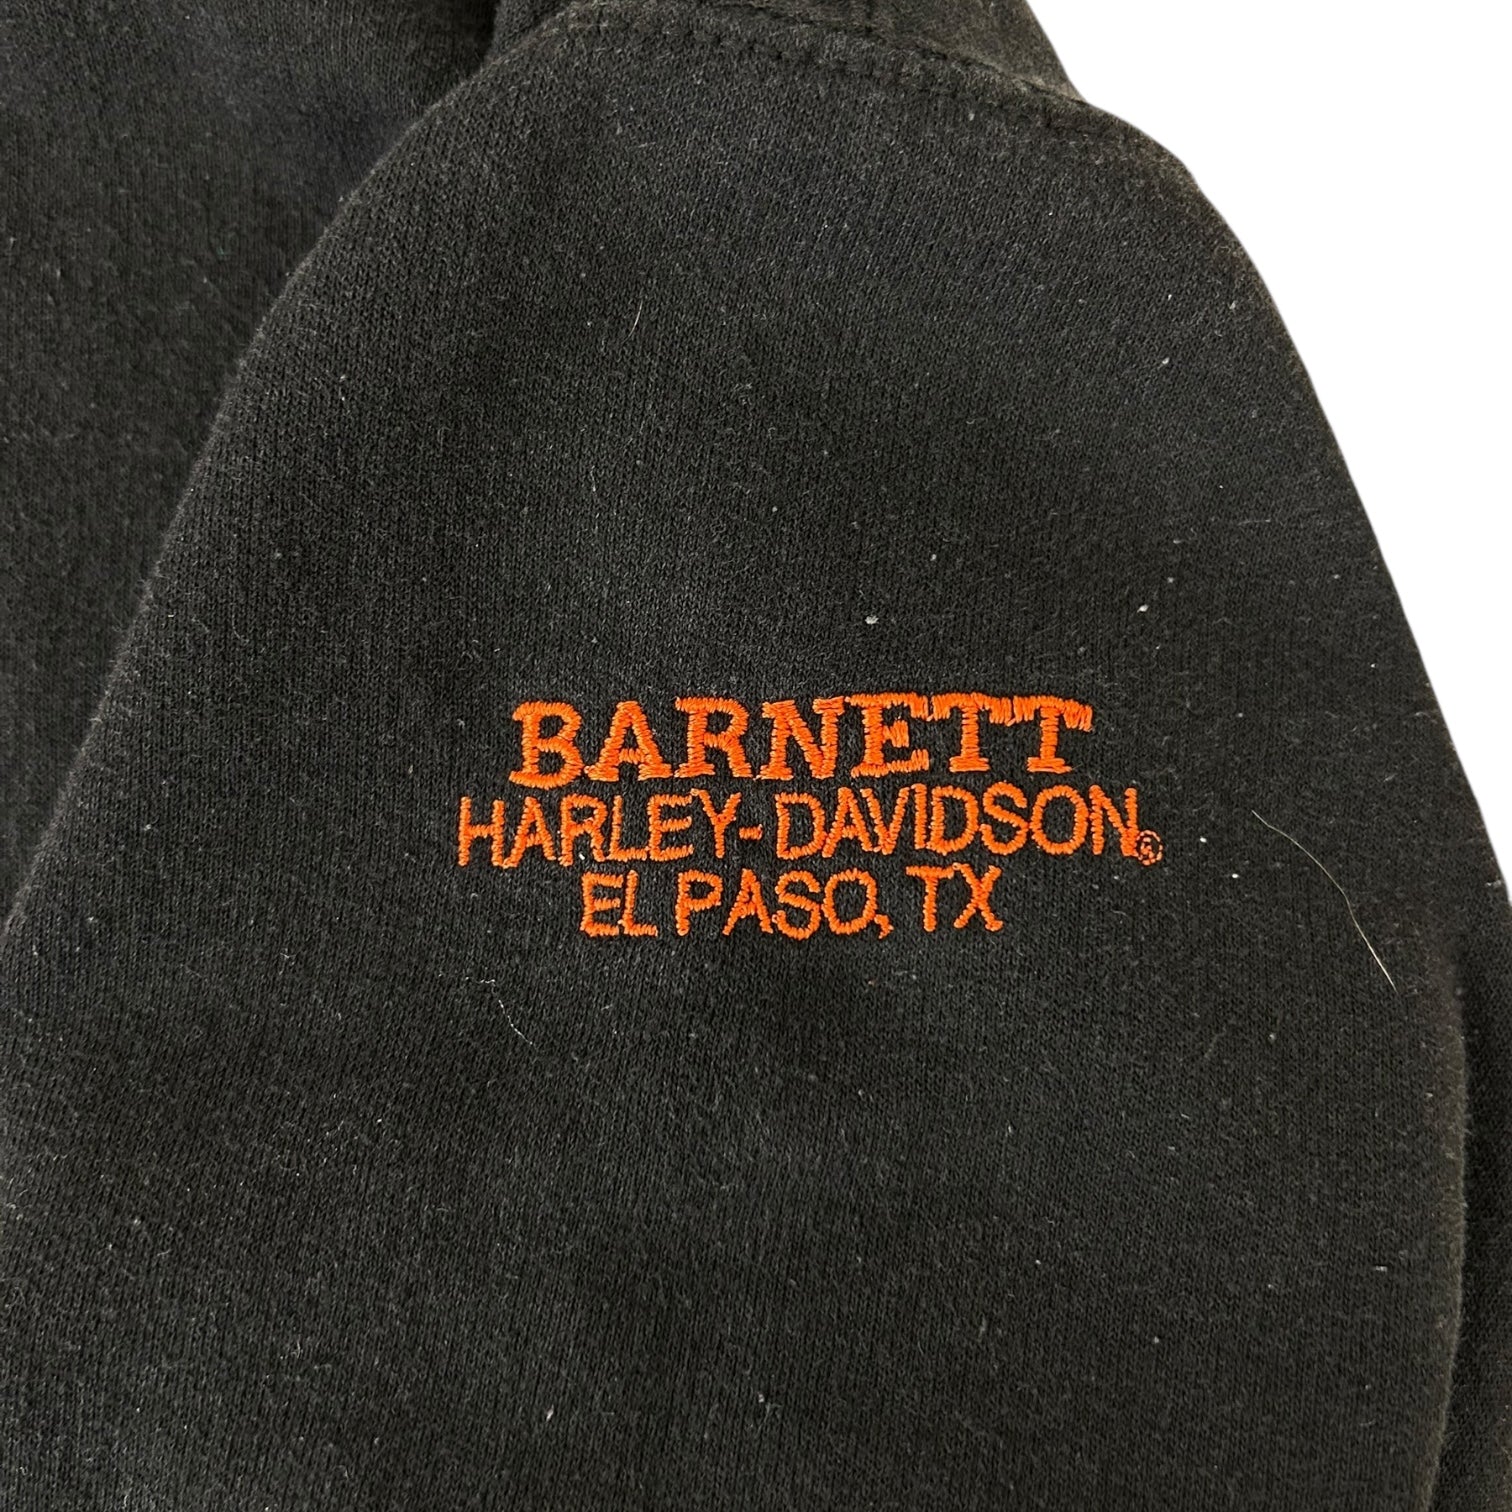 BARNETT
HARLEY-DAVIDSON®
EL PASO, TX